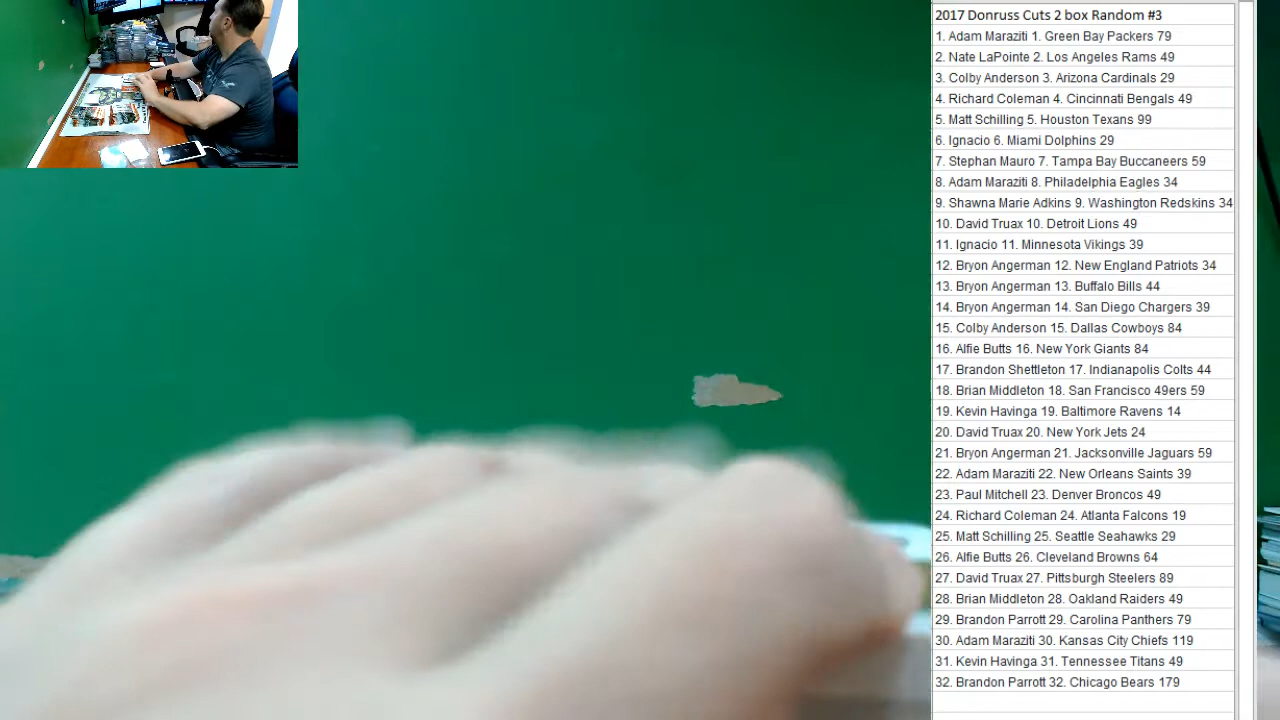 2017 Donruss Cuts 2 box Random #3
1. Adam Maraziti 1. Green Bay Packers 79
2. Nate LaPointe 2. Los Angeles Rams 49
3. Colby Anderson 3. Arizona Cardinals 29
4. Richard Coleman 4. Cincinnati Bengals 49
5. Matt Schilling 5. Houston Texans 99
6. Ignacio 6. Miami Dolphins 29
7. Stephan Mauro 7. Tampa Bay Buccaneers 59
8. Adam Maraziti 8. Philadelphia Eagles 34
9. Shawna Marie Adkins 9. Washington Redskins 34
10. David Truax 10. Detroit Lions 49
11. Ignacio 11. Minnesota Vikings 39
12. Bryon Angerman 12. New England Patriots 34
13. Bryon Angerman 13. Buffalo Bills 44
14. Bryon Angerman 14. San Diego Chargers 39
15. Colby Anderson 15. Dallas Cowboys 84
16. Alfie Butts 16. New York Giants 84
17. Brandon Shettleton 17. Indianapolis Colts 44
18. Brian Middleton 18. San Francisco 49ers 59
19. Kevin Havinga 19. Baltimore Ravens 14
20. David Truax 20. New York Jets 24
21. Bryon Angerman 21. Jacksonville Jaguars 59
22. Adam Maraziti 22. New Orleans Saints 39
23. Paul Mitchell 23. Denver Broncos 49
24. Richard Coleman 24. Atlanta Falcons 19
25. Matt Schilling 25. Seattle Seahawks 29
26. Alfie Butts 26. Cleveland Browns 64
27. David Truax 27. Pittsburgh Steelers 89
28. Brian Middleton 28. Oakland Raiders 49
29. Brandon Parrott 29. Carolina Panthers 79
30. Adam Maraziti 30. Kansas City Chiefs 119
31. Kevin Havinga 31. Tennessee Titans 49
32. Brandon Parrott 32. Chicago Bears 179